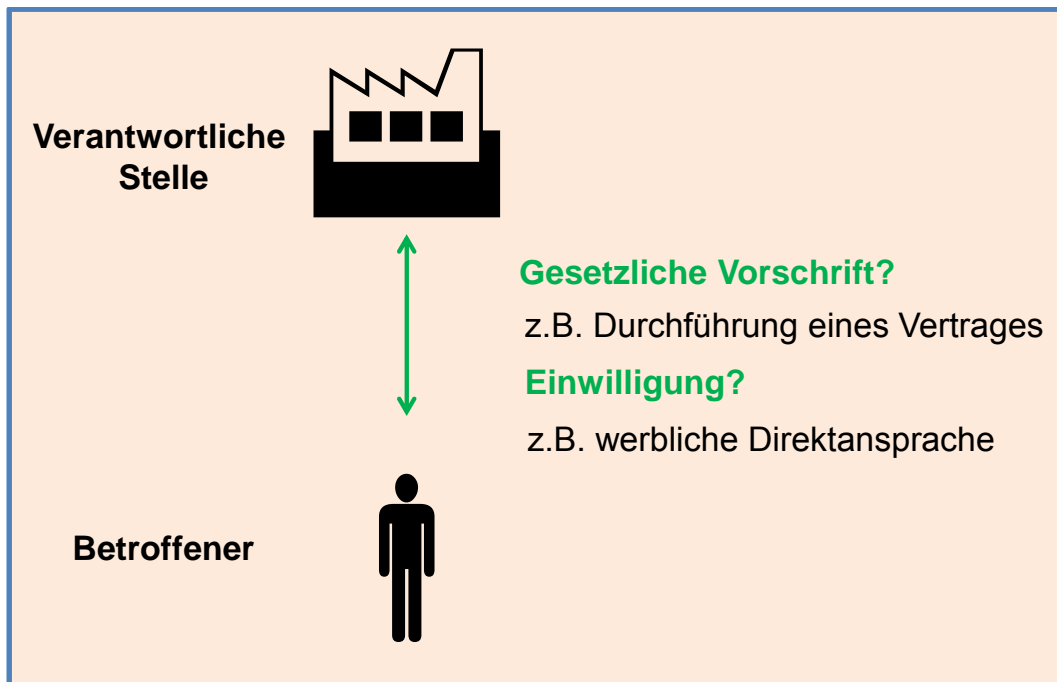 Verantwortliche
Stelle
Gesetzliche Vorschrift?
z.B. Durchführung eines Vertrages
Einwilligung?
z.B. werbliche Direktansprache
Betroffener